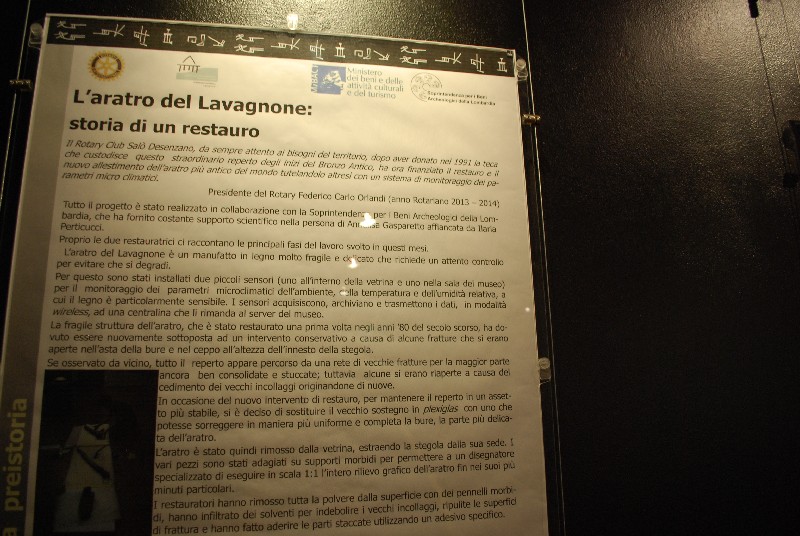 MiBACT
Ministero
dei beni e delle
attività culturali
e del turismo
Soprintendenza per i Beni
Archeologici della Lombardia
L'aratro del Lavagnone:
storia di un restauro
Il Rotary Club Salò Desenzano, da sempre attento ai bisogni del territorio, dopo aver donato nel 1991 la teca
che custodisce questo straordinario reperto degli inizi del Bronzo Antico, ha ora finanziato il restauro e il
nuovo allestimento dell'aratro più antico del mondo tutelandolo altresì con un sistema di monitoraggio dei pa-
rametri micro climatici.
Presidente del Rotary Federico Carlo Orlandi (anno Rotariano 2013 – 2014)
Tutto il progetto è stato realizzato in collaborazione con la Soprintendenza per i Beni Archeologici della Lom-
bardia, che ha fornito costante supporto scientifico nella persona di Gasparetto affiancata da Ilaria
Perticucci.
Proprio le due restauratrici ci raccontano le principali fasi del lavoro svolto in questi mesi.
L'aratro del Lavagnone è un manufatto in legno molto fragile e delicato che richiede un attento controllo
per evitare che si degradi.
Per questo sono stati installati due piccoli sensori (uno all'interno della vetrina e uno nella sala del museo)
per il monitoraggio dei parametri microclimatici dell'ambiente, della temperatura e dell'umidità relativa, a
cui il legno è particolarmente sensibile. I sensori acquisiscono, archiviano e trasmettono i dati, in modalità
wireless, ad una centralina che li rimanda al server del museo.
La fragile struttura dell'aratro, che è stato restaurato una prima volta negli anni '80 del secolo scorso, ha do-
vuto essere nuovamente sottoposta ad un intervento conservativo a causa di alcune fratture che si erano
aperte nell'asta della bure e nel ceppo all'altezza dell'innesto della stegola.
Se osservato da vicino, tutto il reperto appare percorso da una rete di vecchie fratture per la maggior parte
ancora ben consolidate e stuccate; tuttavia alcune si erano riaperte a causa del
cedimento dei vecchi incollaggi originandone di nuove.
In occasione del nuovo intervento di restauro, per mantenere il reperto in un asset-
to più stabile, si è deciso di sostituire il vecchio sostegno in plexiglas con uno che
potesse sorreggere in maniera più uniforme e completa la bure, la parte più delica-
ta dell'aratro.
L'aratro è stato quindi rimosso dalla vetrina, estraendo la stegola dalla sua sede. I
vari pezzi sono stati adagiati su supporti morbidi per permettere a un disegnatore
specializzato di eseguire in scala 1:1 l'intero rilievo grafico dell'aratro fin nei suoi più
minuti particolari.
I restauratori hanno rimosso tutta la polvere dalla superficie con dei pennelli morbi-
di, hanno infiltrato dei solventi per indebolire i vecchi incollaggi, ripulite le superfici
di frattura e hanno fatto aderire le parti staccate utilizzando un adesivo specifico.
a preistoria